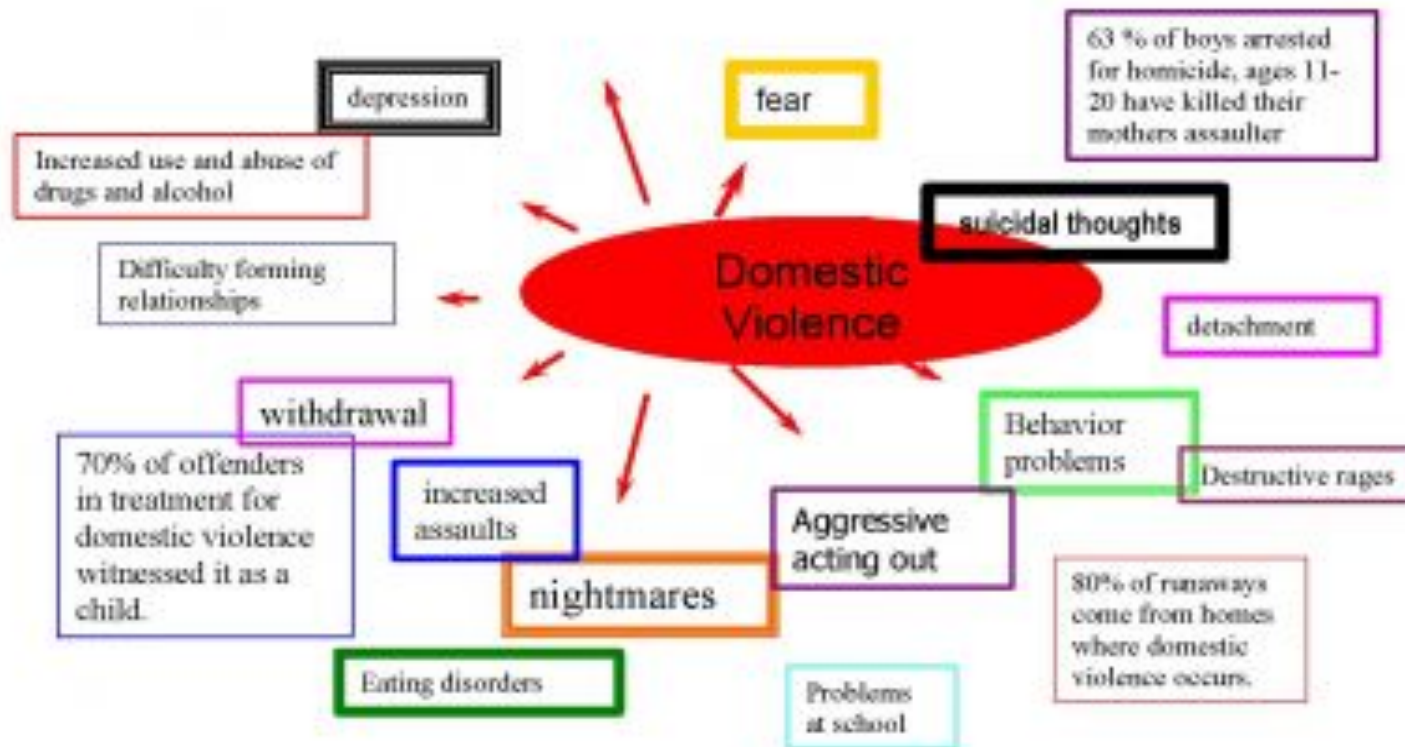 63 % of boys arrested
for homicide, ages 11-
20 have killed their
mothers assaulter
depression
fear
Increased use and abuse of
drugs and alcohol
suicidal thoughts
Difficulty forming
relationships
Domestic
Violence
detachment
withdrawal
Behavior
problems
Destructive rages
70% of offenders
in treatment for
domestic violence
witnessed it as a
child.
increased
assaults
Aggressive
acting out
nightmares
80% of runaways
come from homes
where domestic
violence occurs.
Eating disorders
Problems
at school